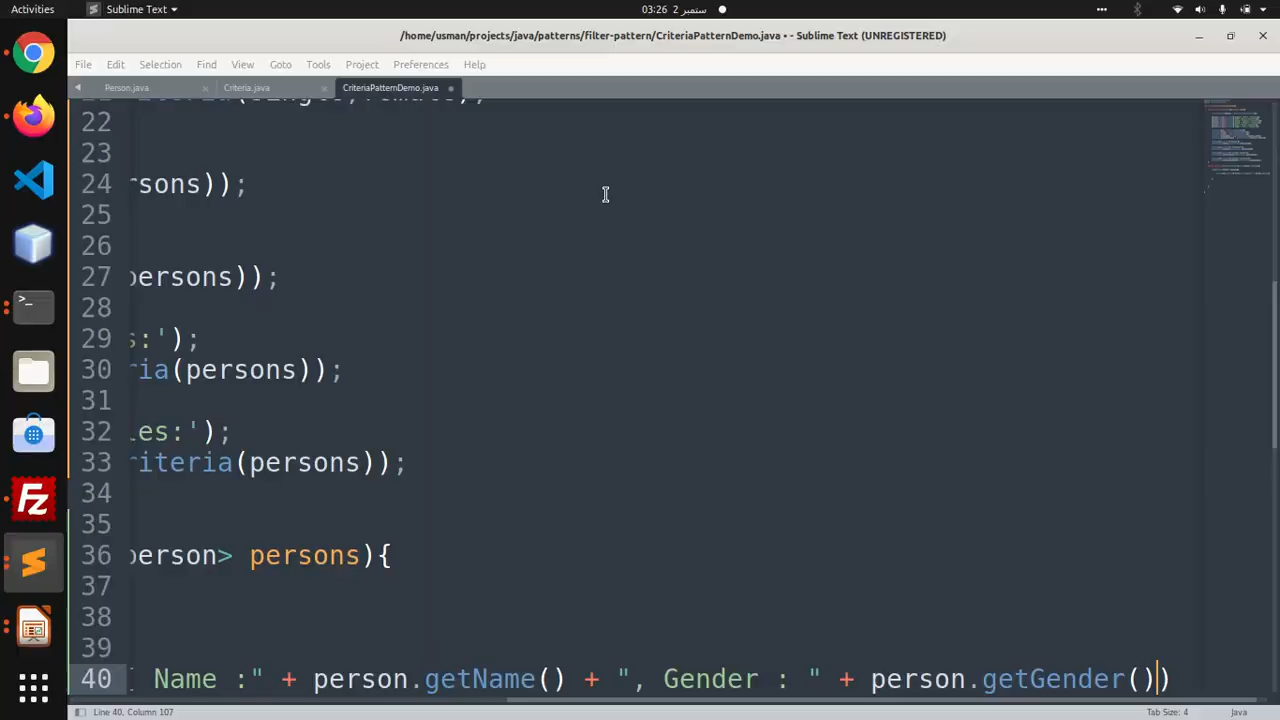 Activities Sublime Text 2 ستمبر 03:26
/home/usman/projects/java/patterns/filter-pattern/CriteriaPatternDemo.java • - Sublime Text (UNREGISTERED)
File Edit Selection Find View Goto Tools Project Preferences Help
Person.java Criteria.java CriteriaPatternDemo.java
22
23
24 rsons));
25
26
27 persons));
28
29 s:');
30 ria(persons));
31
32 les:');
33 riteria(persons));
34
35
36 person> persons){
37
38
39
40 [ Name :" + person.getName() + ", Gender : " + person.getGender())
Line 40, Column 107 Tab Size: 4 Java